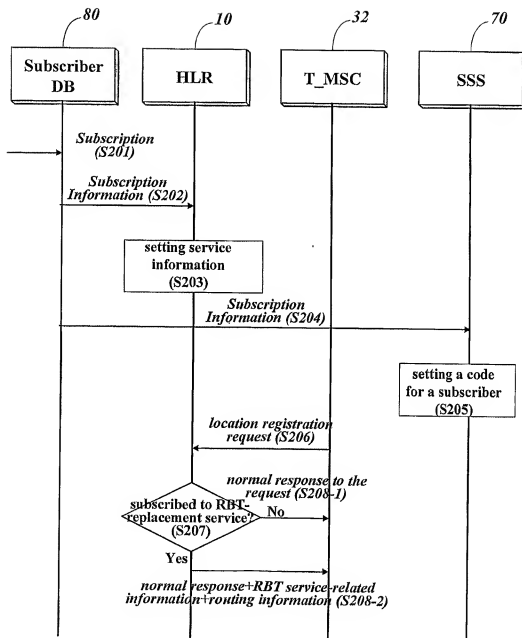 80
10
32
70
Subscriber
DB
HLR
T_MSC
SSS
Subscription
(S201)
Subscription
Information (S202)
setting service
information
(S203)
Subscription
Information (S204)
setting a code
for a subscriber
(S205)
location registration
request (S206)
normal response to the
request (S208-1)
subscribed to RBT-
replacement service?
(S207)
No
Yes
normal response+RBT service-related
information+routing information (S208-2)